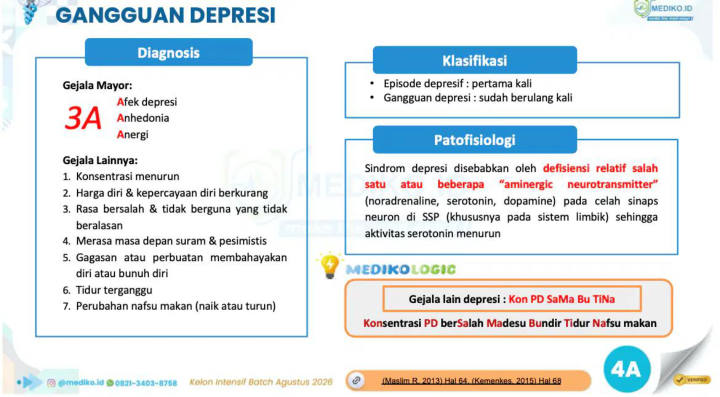 GANGGUAN DEPRESI
MEDIKO.ID
Diagnosis
Gejala Mayor:
3A
Afek depresi
Anhedonia
Anergi
Gejala Lainnya:
1. Konsentrasi menurun
2. Harga diri & kepercayaan diri berkurang
3. Rasa bersalah & tidak berguna yang tidak
beralasan
4. Merasa masa depan suram & pesimistis
5. Gagasan atau perbuatan membahayakan
diri atau bunuh diri
6. Tidur terganggu
7. Perubahan nafsu makan (naik atau turun)
Klasifikasi
• Episode depresif : pertama kali
• Gangguan depresi : sudah berulang kali
Patofisiologi
Sindrom depresi disebabkan oleh defisiensi relatif salah
satu atau beberapa “aminergic neurotransmitter”
(noradrenaline, serotonin, dopamine) pada celah sinaps
neuron di SSP (khususnya pada sistem limbik) sehingga
aktivitas serotonin menurun
MEDIKOLOGIC
Gejala lain depresi : Kon PD SaMa Bu TiNa
Konsentrasi PD berSalah Madesu Bundir Tidur Nafsu makan
4A
@mediko.id 0821-3403-8758 Kelon Intensif Batch Agustus 2026
(Maslim R, 2013) Hal 64, (Kemenkes, 2015) Hal 68
VERIFIED